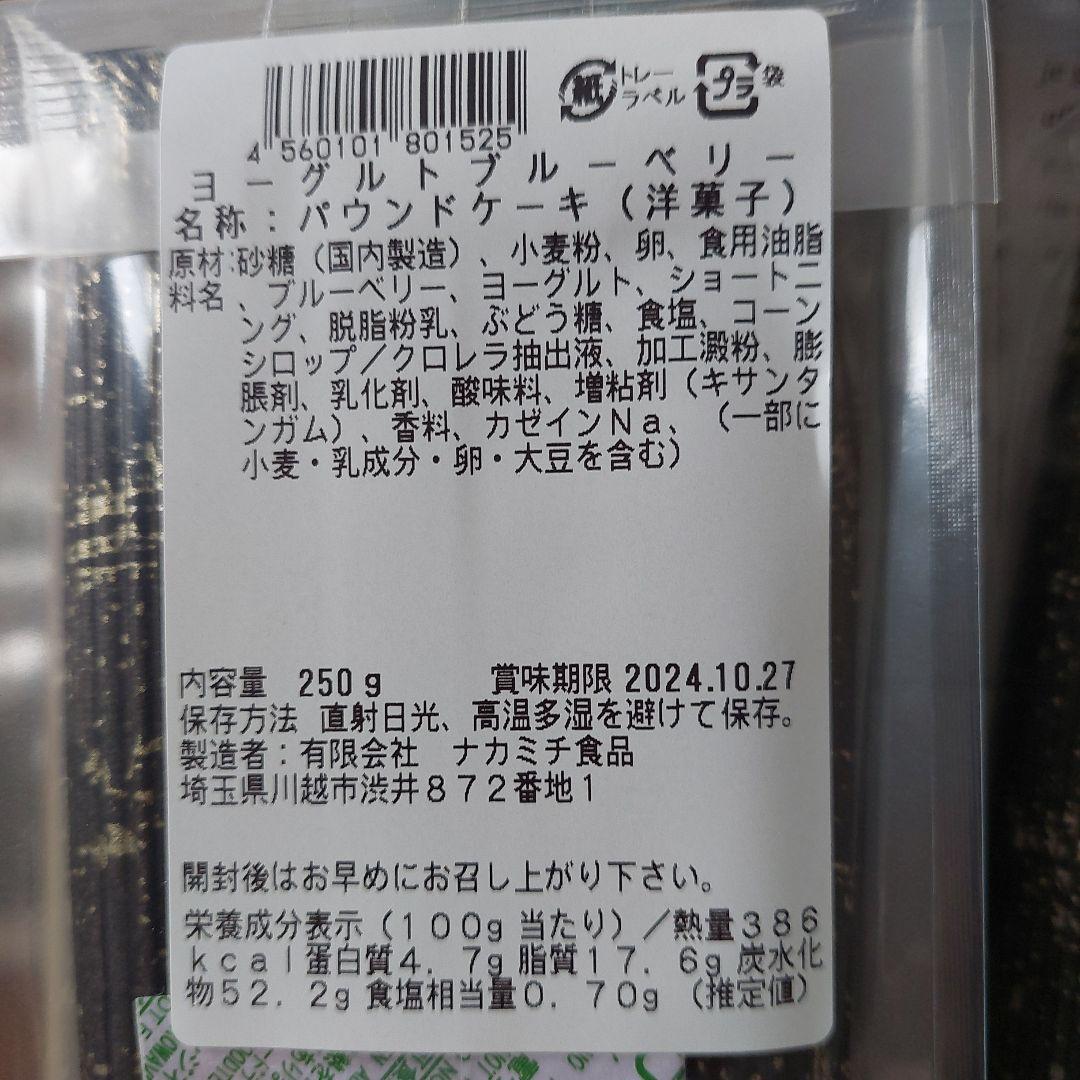 4 560101 801525
紙 トレー ラベル プラ 袋
ヨーグルトブルーベリー
名称：パウンドケーキ（洋菓子）
原材:砂糖（国内製造）、小麦粉、卵、食用油脂
料名、ブルーベリー、ヨーグルト、ショートニ
ング、脱脂粉乳、ぶどう糖、食塩、コーン
シロップ／クロレラ抽出液、加工澱粉、膨
脹剤、乳化剤、酸味料、増粘剤（キサンタ
ンガム）、香料、カゼインＮａ、（一部に
小麦・乳成分・卵・大豆を含む）
内容量 250g 賞味期限 2024.10.27
保存方法 直射日光、高温多湿を避けて保存。
製造者：有限会社 ナカミチ食品
埼玉県川越市渋井８７２番地１
開封後はお早めにお召し上がり下さい。
栄養成分表示（１００g 当たり）／熱量３８６
ｋｃａｌ蛋白質４．７g 脂質１７．６g 炭水化
物５２．２g 食塩相当量０．７０g （推定値）